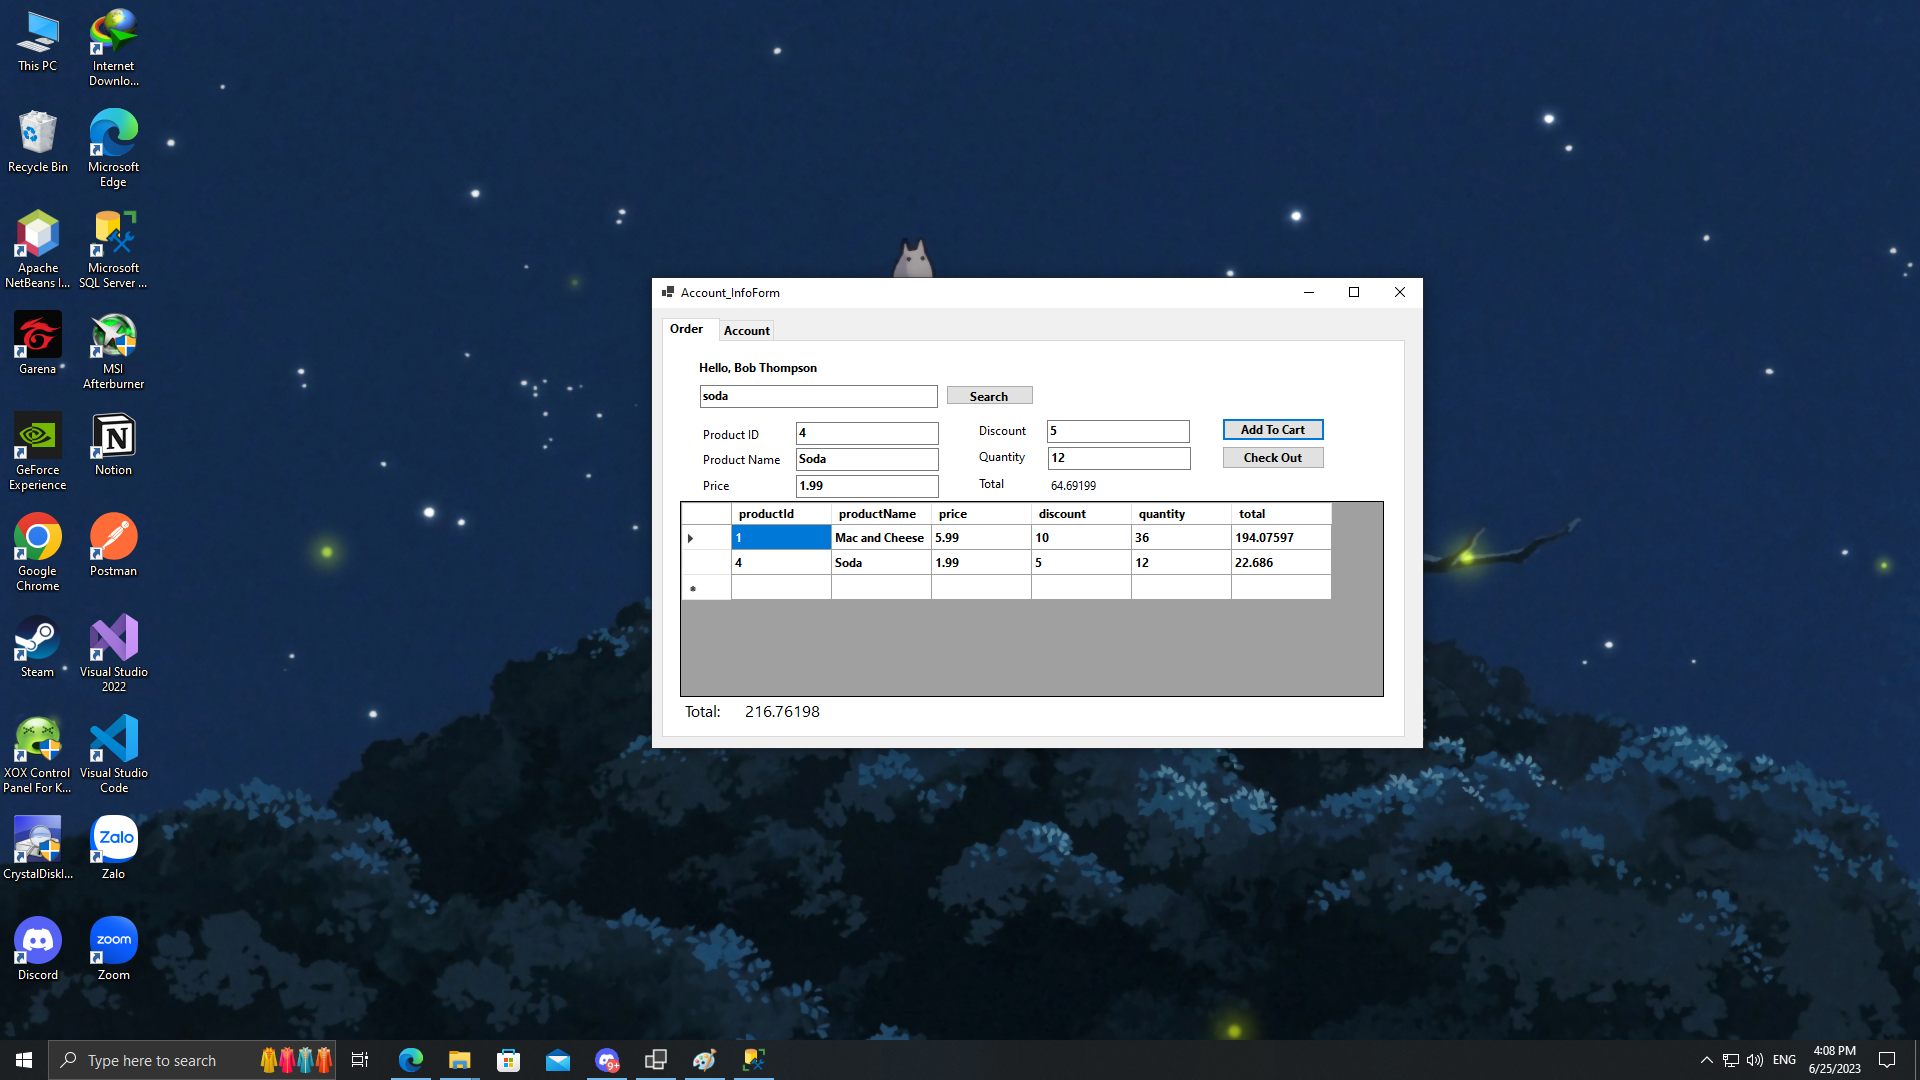 This PC
Internet
Downlo...
Recycle Bin
Microsoft
Edge
Apache
NetBeans I...
Microsoft
SQL Server ...
Garena
MSI
Afterburner
GeForce
Experience
Notion
Google
Chrome
Postman
Steam
Visual Studio
2022
XOX Control
Panel For K...
Visual Studio
Code
CrystalDiskI...
Zalo
Zalo
Discord
zoom
Zoom
Account_InfoForm
Order
Account
Hello, Bob Thompson
soda
Search
Product ID
4
Discount
5
Add To Cart
Product Name
Soda
Quantity
12
Check Out
Price
1.99
Total
64.69199
productId productName price discount quantity total
1 Mac and Cheese 5.99 10 36 194.07597
4 Soda 1.99 5 12 22.686
Total: 216.76198
Type here to search
9+
ENG
4:08 PM
6/25/2023